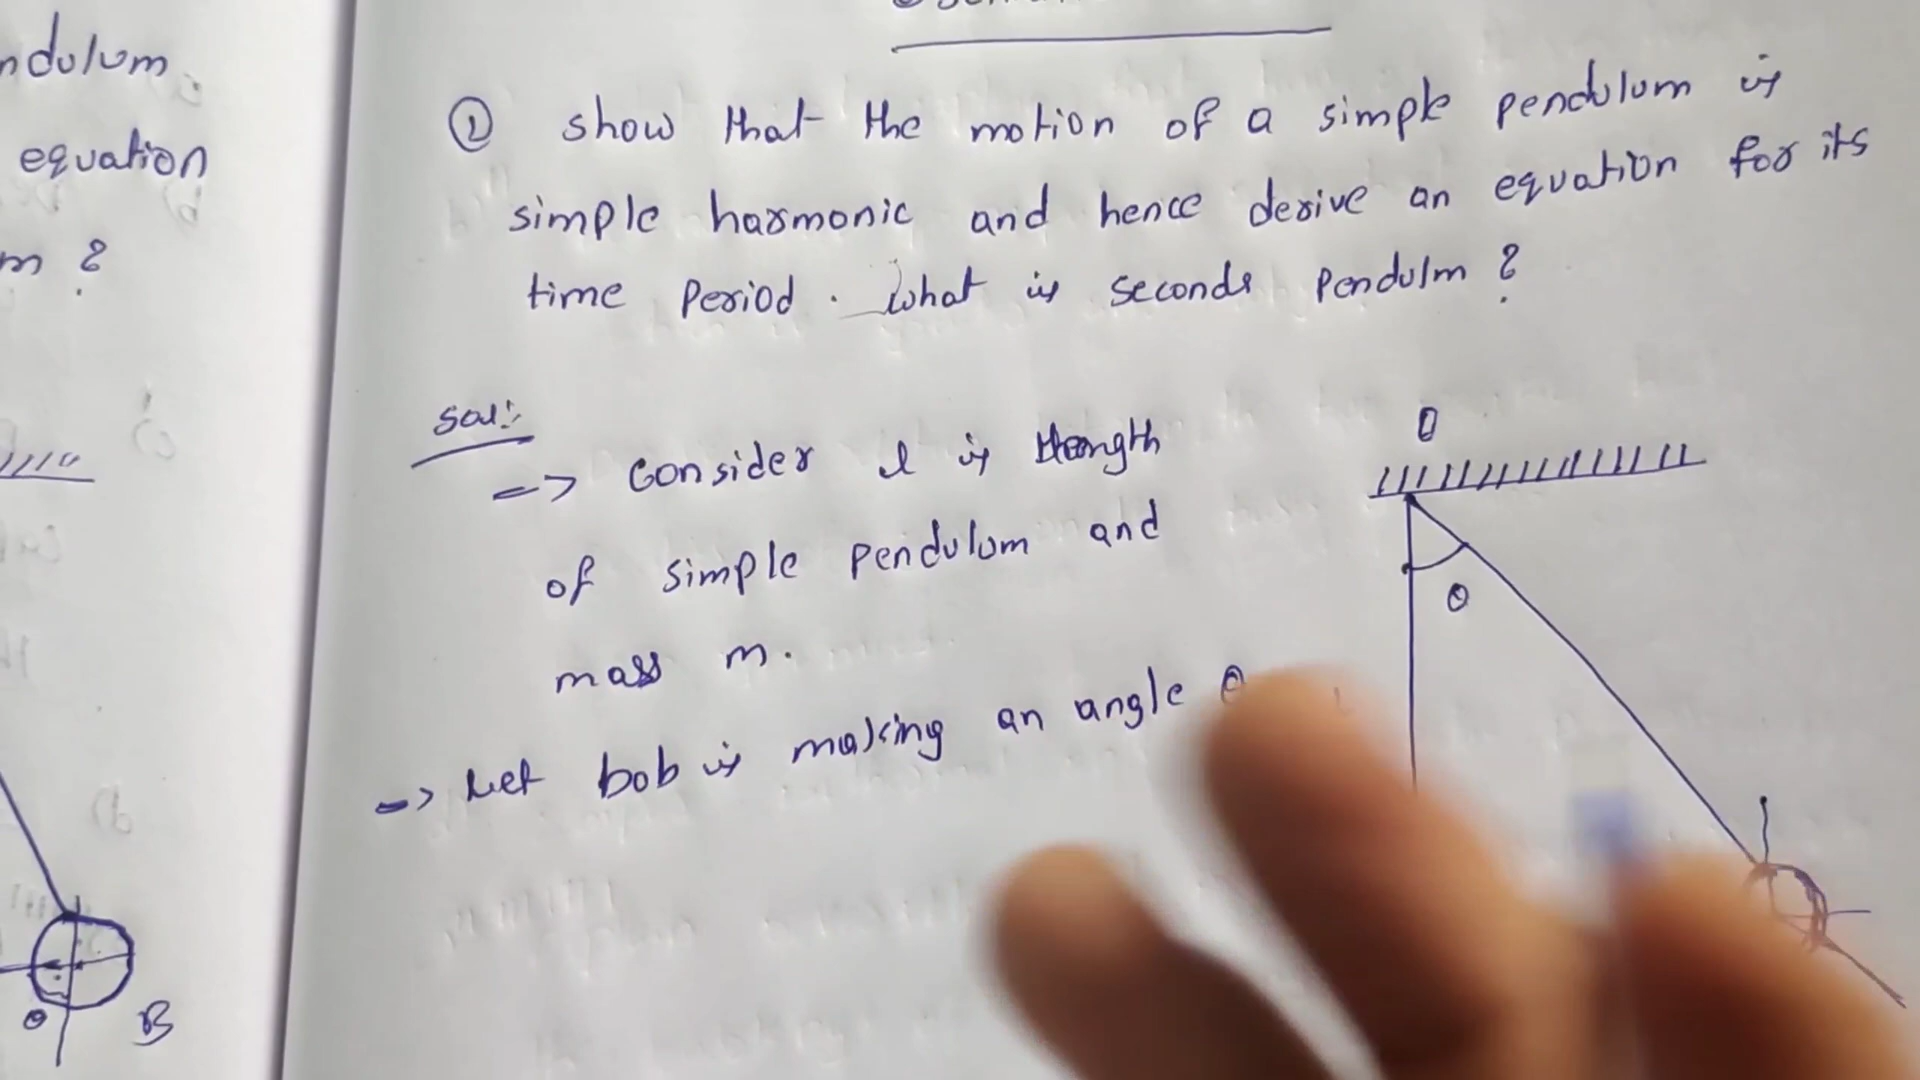 ndulum
equation
m ?
θ
B
① show that the motion of a simple pendulum is
simple harmonic and hence derive an equation for its
time period. What is seconds pendulm ?
Sol:
=> Consider l is
of simple pendulum and
mass m.
=> Let bob is making an angle θ
O
θ